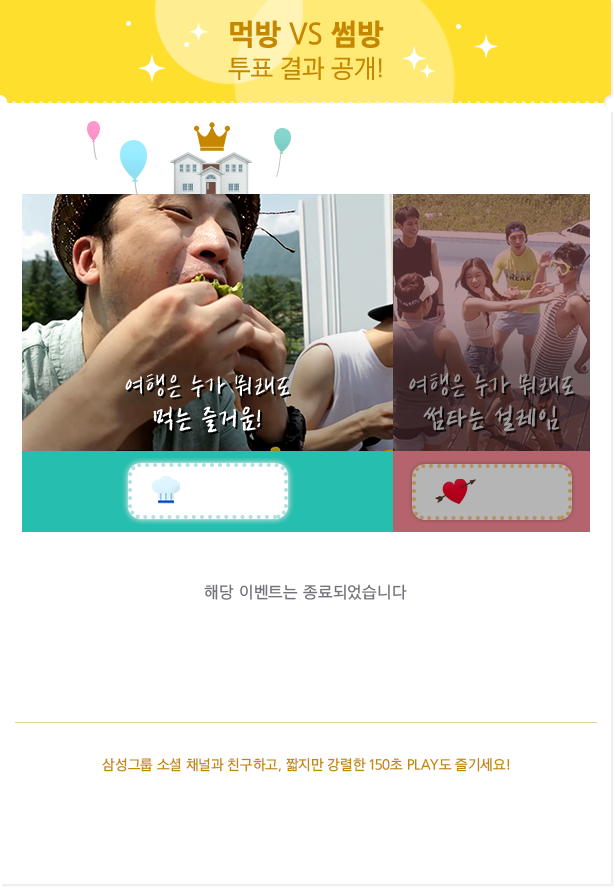 먹방 VS 썸방
투표 결과 공개!
여행은 누가 뭐래도
먹는 즐거움!
여행은 누가 뭐래도
썸타는 설레임
해당 이벤트는 종료되었습니다
삼성그룹 소셜 채널과 친구하고, 짧지만 강렬한 150초 PLAY도 즐기세요!